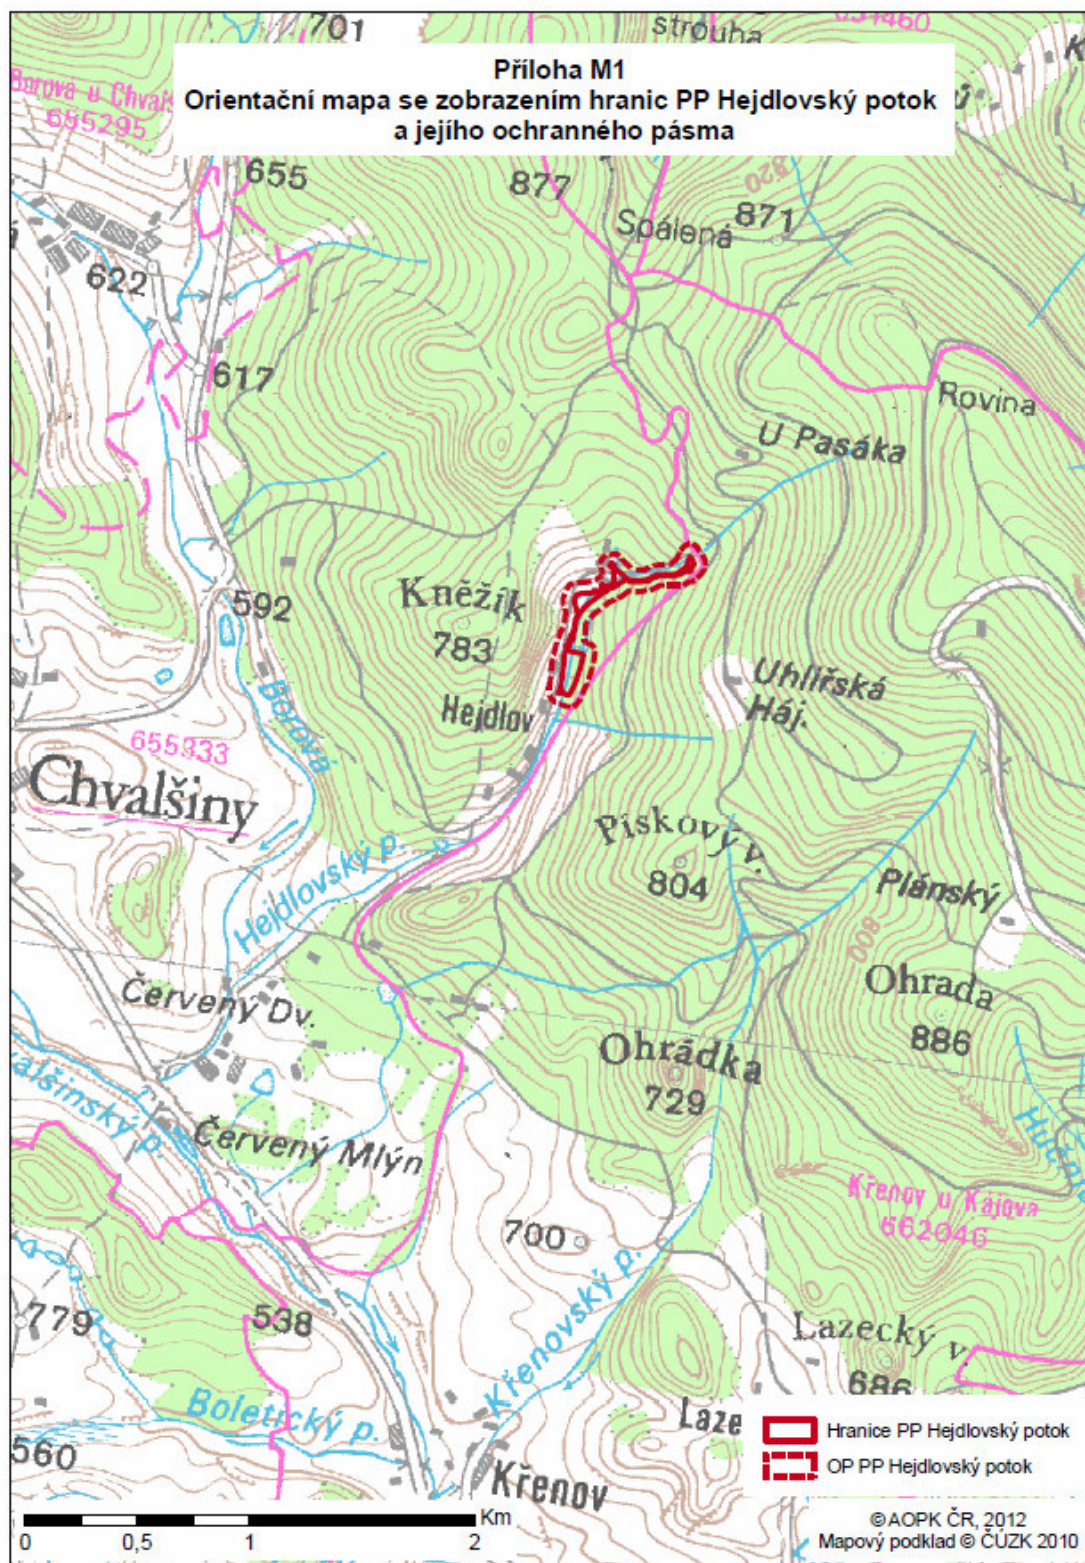 701
strouha
Příloha M1
Orientační mapa se zobrazením hranic PP Hejdlovský potok
a jejího ochranného pásma
Borová u Chvalš
655295
655
877
820
871
Spálená
622
617
Rovina
U Pasáka
592
Kněžík
783
Uhlířská
Háj.
Hejdlov
Borová
655333
Chvalšiny
Pískový v.
804
Hejdlovský p.
Plánský
800
Červený Dv.
Ohrada
886
Ohrádka
729
alšinský p.
Červený Mlýn
Křenov u Kájova
662046
700
Křenovský p.
779
538
Lazecký v.
686
Boletický p.
Laze
560
Křenov
Hranice PP Hejdlovský potok
OP PP Hejdlovský potok
Km
0 0,5 1 2
© AOPK ČR, 2012
Mapový podklad © ČÚZK 2010